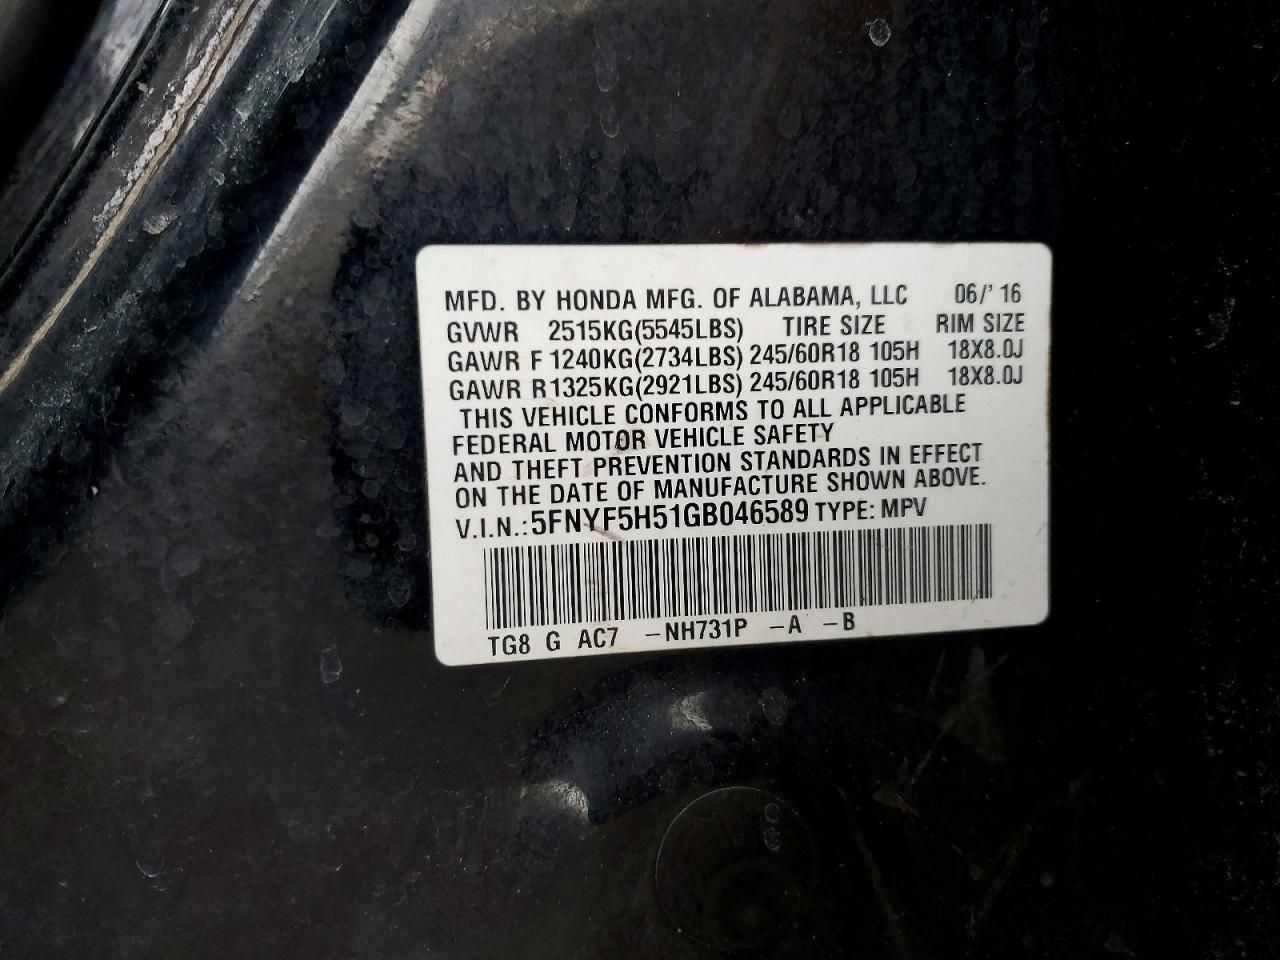 MFD. BY HONDA MFG. OF ALABAMA, LLC 06/'16
GVWR 2515KG(5545LBS) TIRE SIZE RIM SIZE
GAWR F 1240KG(2734LBS) 245/60R18 105H 18X8.0J
GAWR R1325KG(2921LBS) 245/60R18 105H 18X8.0J
THIS VEHICLE CONFORMS TO ALL APPLICABLE
FEDERAL MOTOR VEHICLE SAFETY
AND THEFT PREVENTION STANDARDS IN EFFECT
ON THE DATE OF MANUFACTURE SHOWN ABOVE.
V.I.N.:5FNYF5H51GB046589 TYPE: MPV
TG8 G AC7 -NH731P -A -B